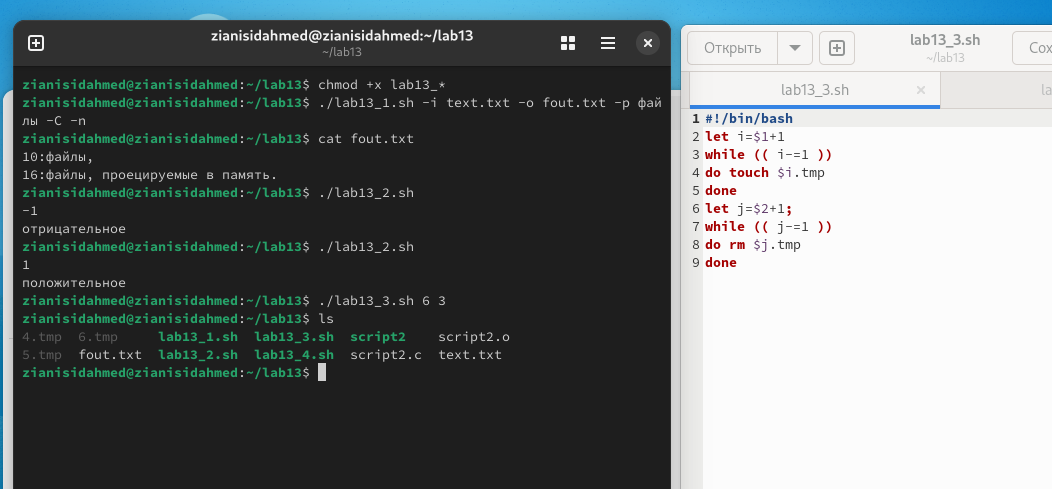 zianisidahmed@zianisidahmed:~/lab13
~/lab13
zianisidahmed@zianisidahmed:~/lab13$ chmod +x lab13_*
zianisidahmed@zianisidahmed:~/lab13$ ./lab13_1.sh -i text.txt -o fout.txt -p фай
лы -C -n
zianisidahmed@zianisidahmed:~/lab13$ cat fout.txt
10:файлы,
16:файлы, проецируемые в память.
zianisidahmed@zianisidahmed:~/lab13$ ./lab13_2.sh
-1
отрицательное
zianisidahmed@zianisidahmed:~/lab13$ ./lab13_2.sh
1
положительное
zianisidahmed@zianisidahmed:~/lab13$ ./lab13_3.sh 6 3
zianisidahmed@zianisidahmed:~/lab13$ ls
4.tmp  6.tmp     lab13_1.sh  lab13_3.sh  script2    script2.o
5.tmp  fout.txt  lab13_2.sh  lab13_4.sh  script2.c  text.txt
zianisidahmed@zianisidahmed:~/lab13$
Открыть
lab13_3.sh
~/lab13
Сох
lab13_3.sh
la
1 #!/bin/bash
2 let i=$1+1
3 while (( i-=1 ))
4 do touch $i.tmp
5 done
6 let j=$2+1;
7 while (( j-=1 ))
8 do rm $j.tmp
9 done